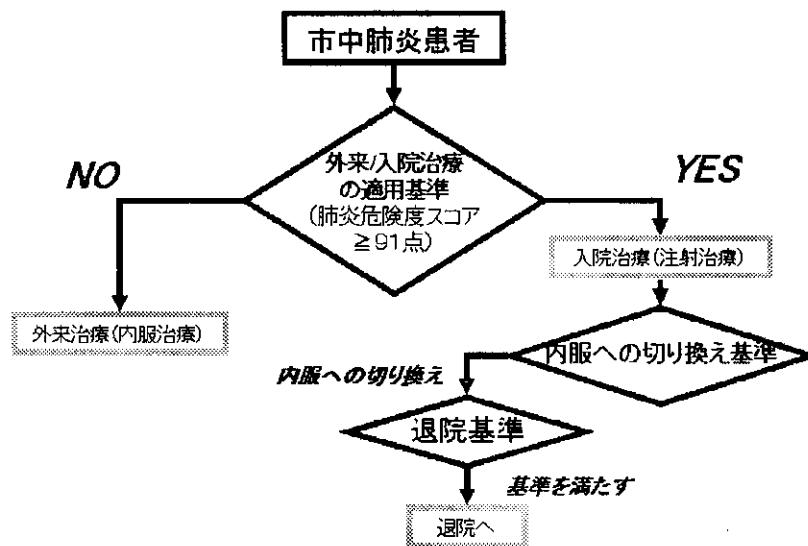 市中肺炎患者
外来/入院治療
の適用基準
(肺炎危険度スコア
≧91点)
NO
YES
入院治療(注射治療)
外来治療(内服治療)
内服への切り換え基準
内服への切り換え
退院基準
基準を満たす
退院へ